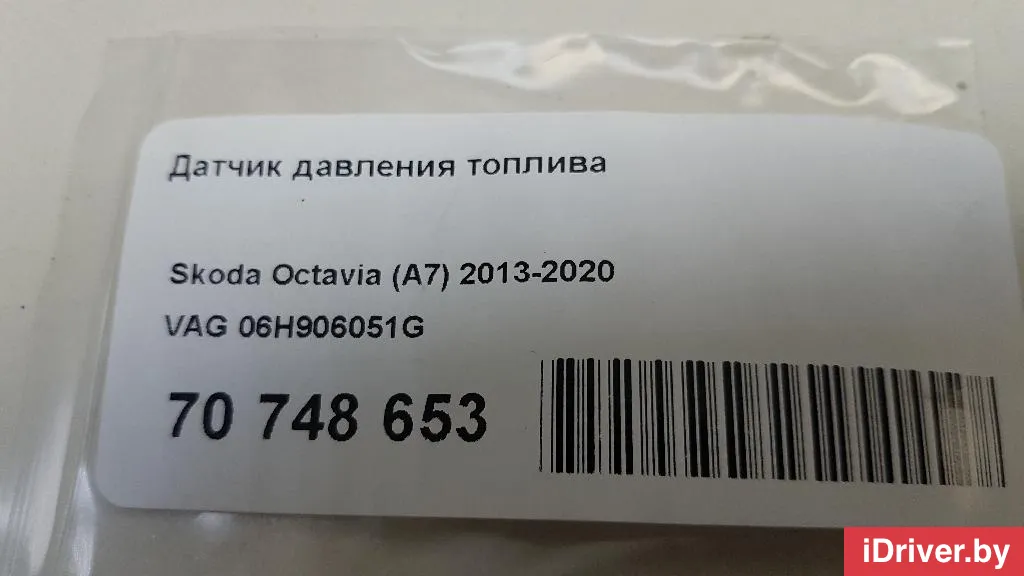 Датчик давления топлива
Skoda Octavia (A7) 2013-2020
VAG 06H906051G
70 748 653
iDriver.by